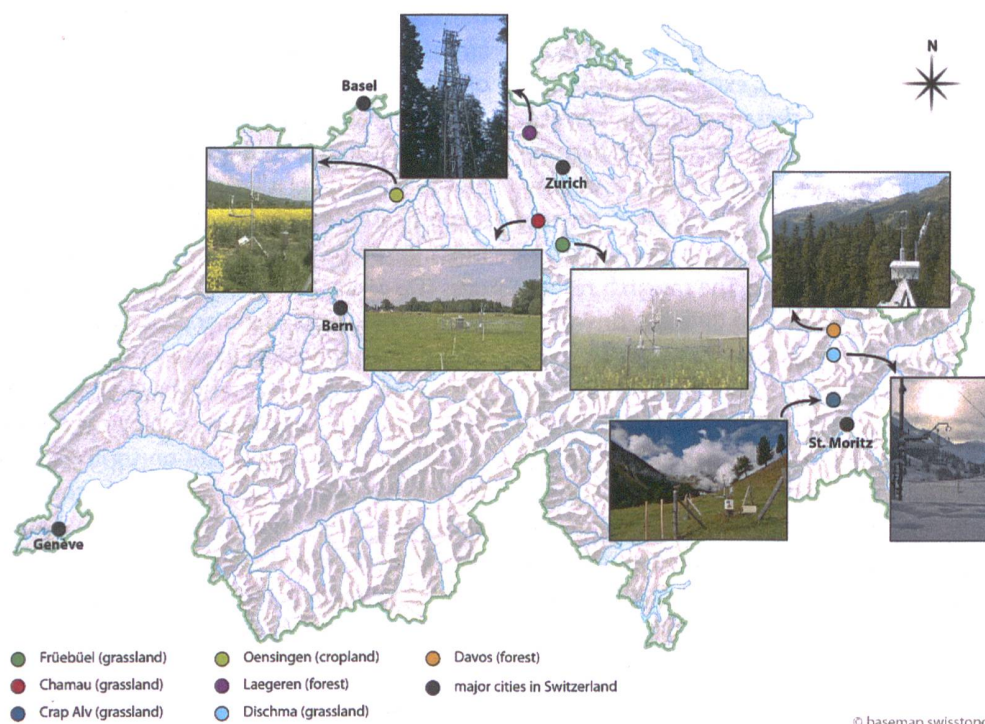 N
Basel
Zurich
Bern
St. Moritz
Genève
Früebüel (grassland)
Chamau (grassland)
Crap Alv (grassland)
Oensingen (cropland)
Laegeren (forest)
Dischma (grassland)
Davos (forest)
major cities in Switzerland
© basemap